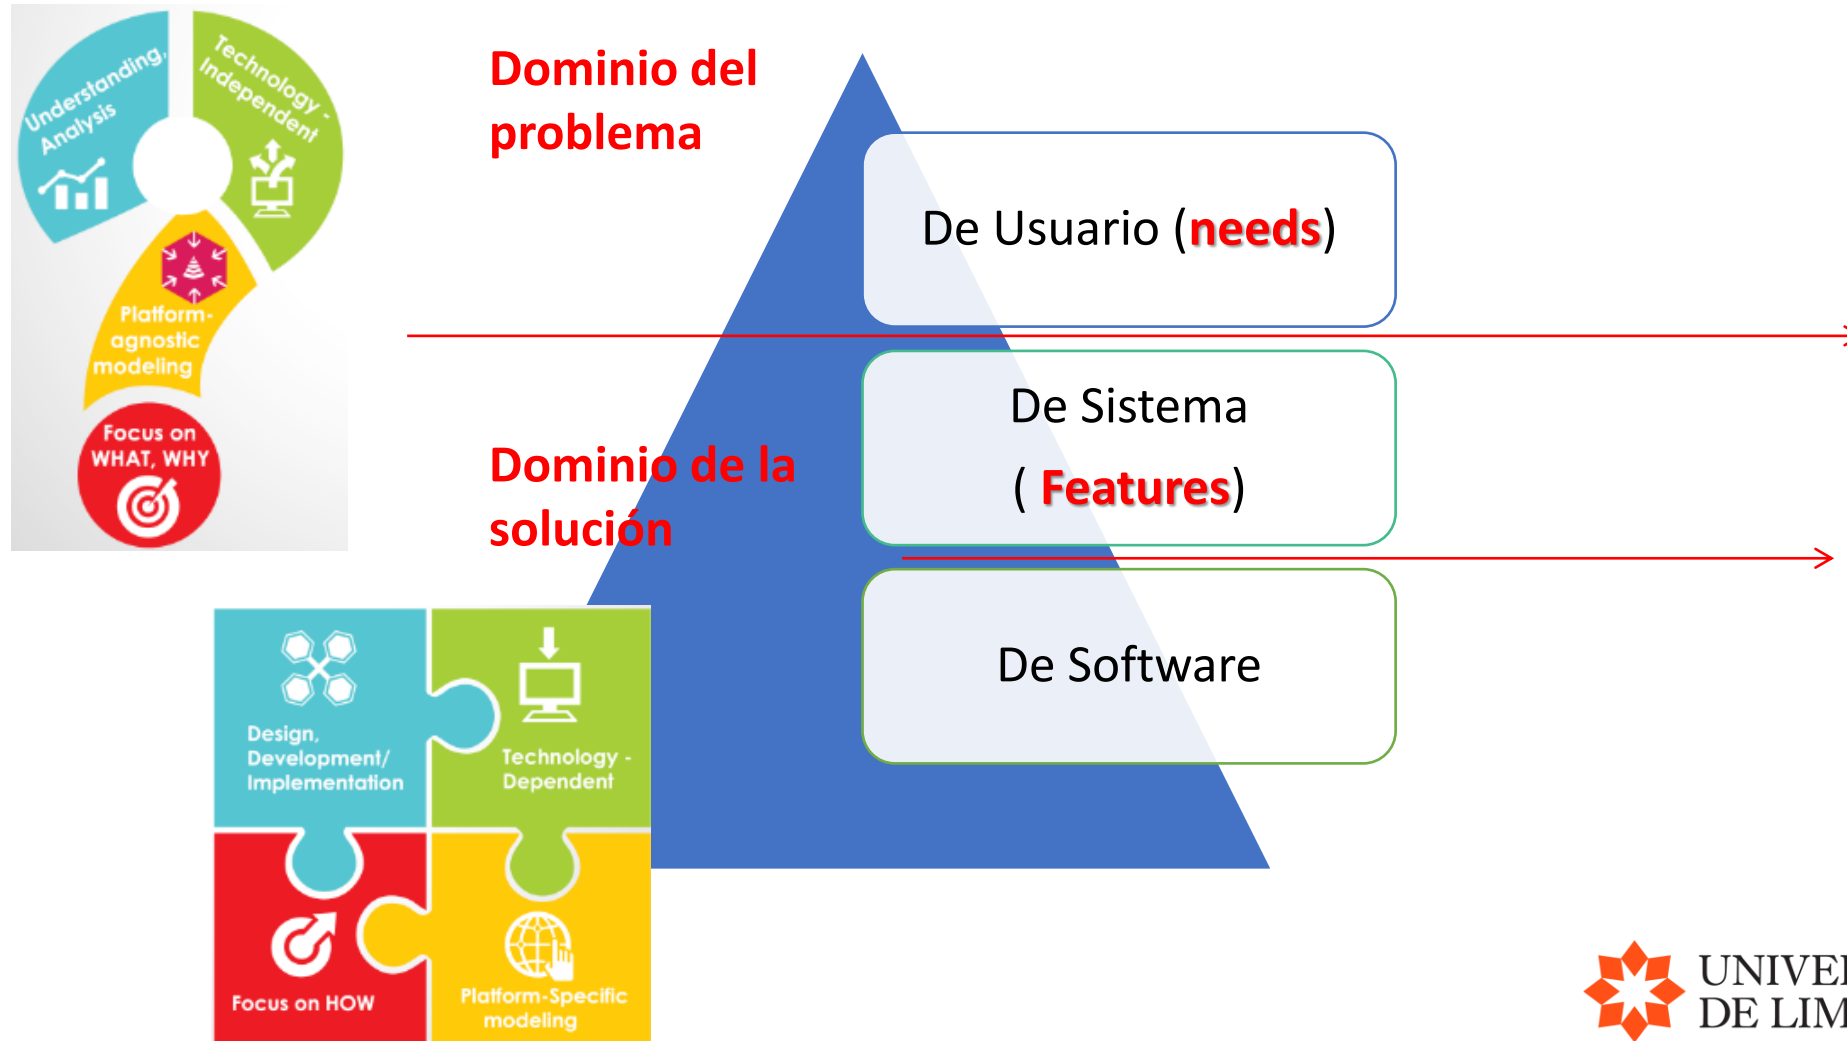 Understanding,
Analysis
Technology -
Independent
Platform-
agnostic
modeling
Focus on
WHAT, WHY
Dominio del
problema
De Usuario (needs)
De Sistema
( Features)
Dominio de la
solución
De Software
Design,
Development/
Implementation
Technology -
Dependent
Focus on HOW
Platform-Specific
modeling
DE